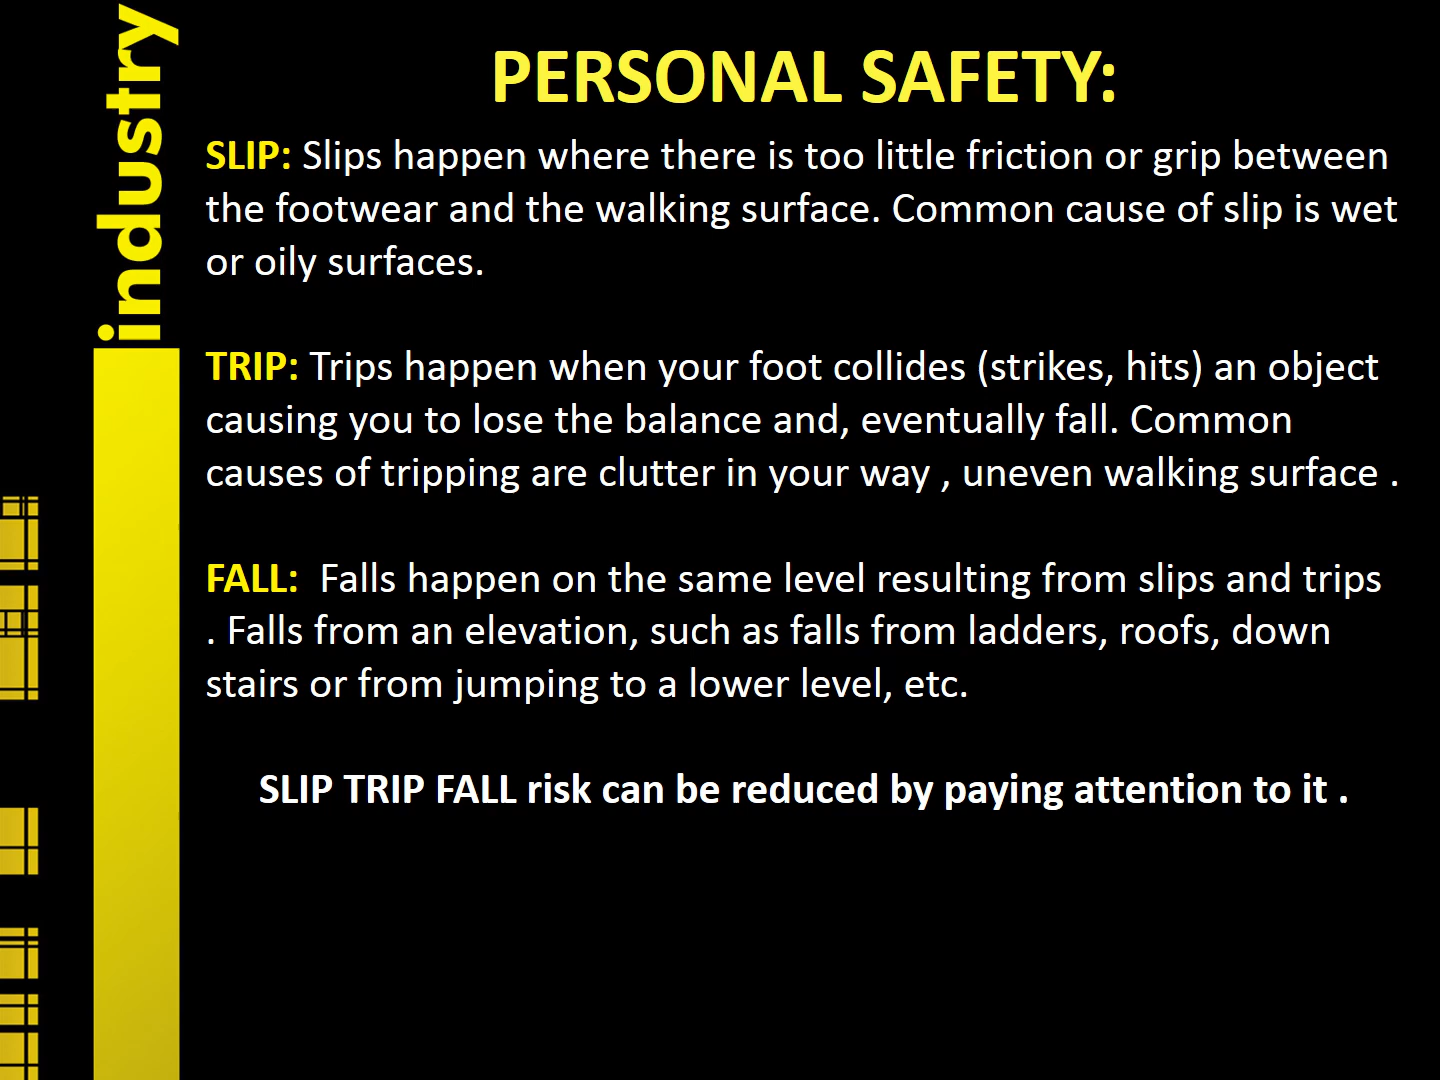 industry
PERSONAL SAFETY:
SLIP: Slips happen where there is too little friction or grip between
the footwear and the walking surface. Common cause of slip is wet
or oily surfaces.
TRIP: Trips happen when your foot collides (strikes, hits) an object
causing you to lose the balance and, eventually fall. Common
causes of tripping are clutter in your way , uneven walking surface .
FALL:  Falls happen on the same level resulting from slips and trips
. Falls from an elevation, such as falls from ladders, roofs, down
stairs or from jumping to a lower level, etc.
SLIP TRIP FALL risk can be reduced by paying attention to it .